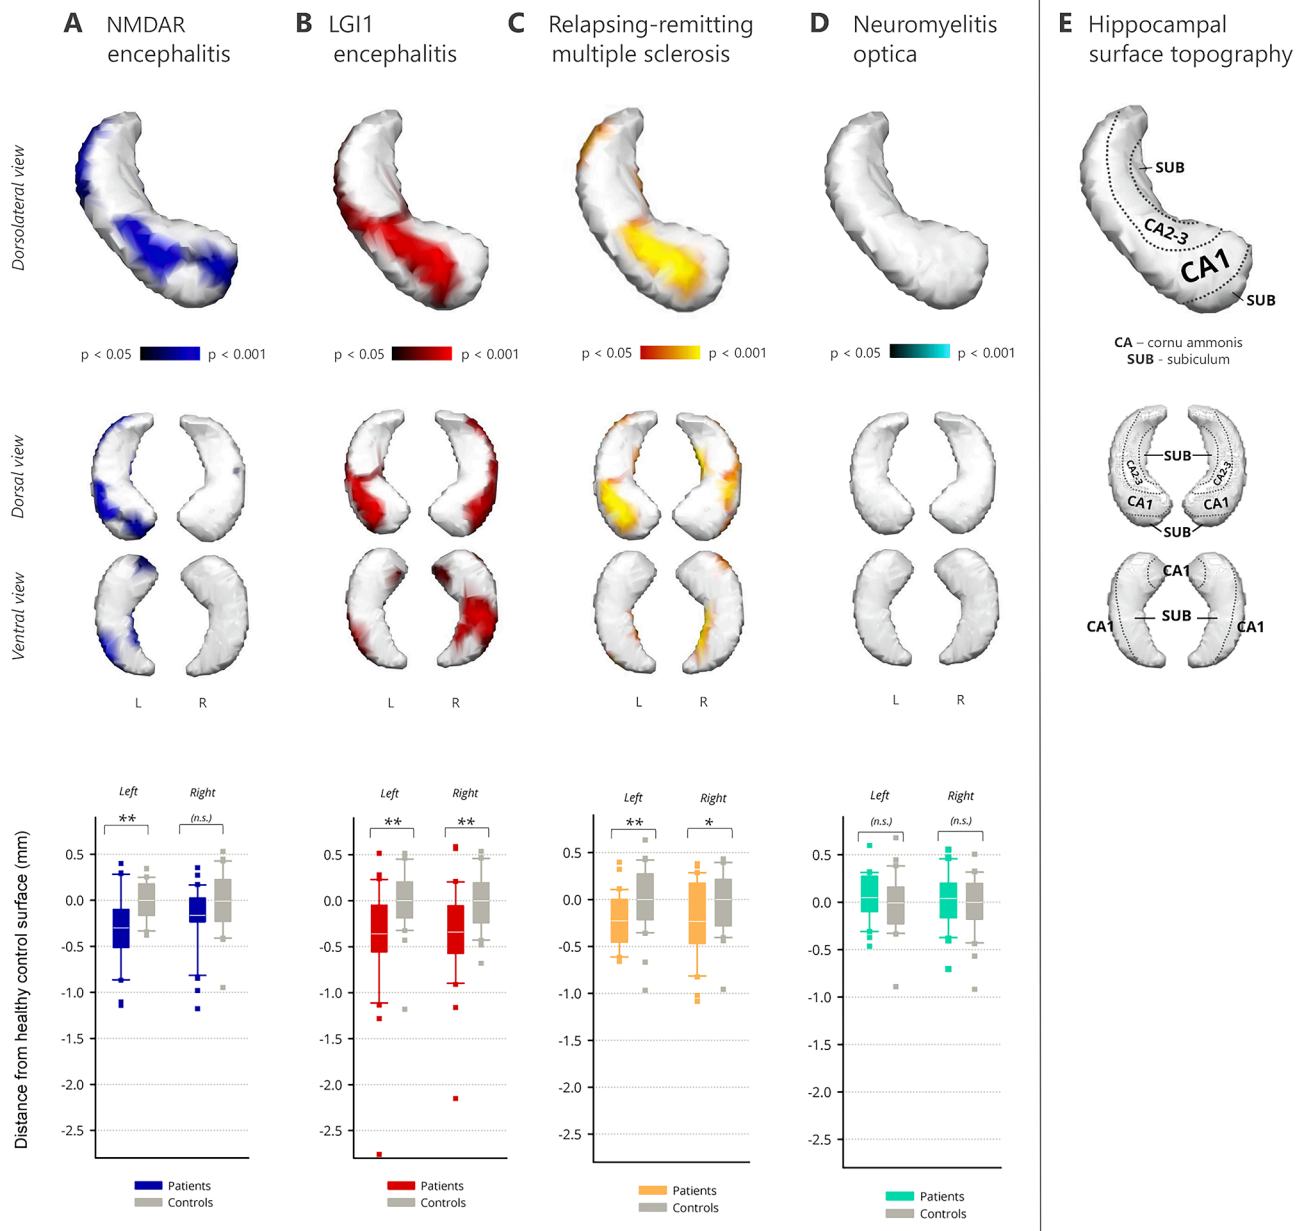 A NMDAR
encephalitis
B LGI1
encephalitis
C Relapsing-remitting
multiple sclerosis
D Neuromyelitis
optica
E Hippocampal
surface topography
Dorsolateral view
SUB
CA2-3
CA1
SUB
p < 0.05 p < 0.001
p < 0.05 p < 0.001
p < 0.05 p < 0.001
p < 0.05 p < 0.001
CA – cornu ammonis
SUB - subiculum
Dorsal view
SUB
CA2-3 CA2-3
CA1 CA1
SUB
Ventral view
CA1
SUB
CA1 CA1
L R
L R
L R
L R
Distance from healthy control surface (mm)
Left Right
** (n.s.)
0.5
0.0
-0.5
-1.0
-1.5
-2.0
-2.5
Patients
Controls
Left Right
** **
0.5
0.0
-0.5
-1.0
-1.5
-2.0
-2.5
Patients
Controls
Left Right
** *
0.5
0.0
-0.5
-1.0
-1.5
-2.0
-2.5
Patients
Controls
Left Right
(n.s.) (n.s.)
0.5
0.0
-0.5
-1.0
-1.5
-2.0
-2.5
Patients
Controls